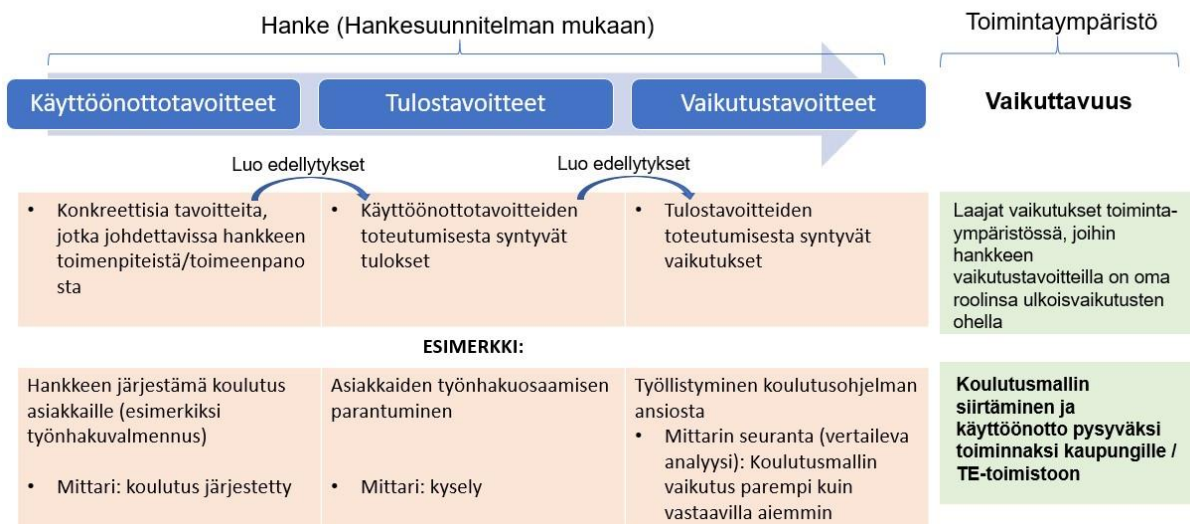 Hanke (Hankesuunnitelman mukaan)
Toimintaympäristö
Käyttöönottotavoitteet
Tulostavoitteet
Vaikutustavoitteet
Vaikuttavuus
Luo edellytykset
Luo edellytykset
• Konkreettisia tavoitteita,
jotka johdettavissa hankkeen
toimenpiteistä/toimeenpano
sta
• Käyttöönottotavoitteiden
toteutumisesta syntyvät
tulokset
• Tulostavoitteiden
toteutumisesta syntyvät
vaikutukset
Laajat vaikutukset toiminta-
ympäristössä, joihin
hankkeen
vaikutustavoitteilla on oma
roolinsa ulkoisvaikutusten
ohella
ESIMERKKI:
Hankkeen järjestämä koulutus
asiakkaille (esimerkiksi
työnhakuvalmennus)
• Mittari: koulutus järjestetty
Asiakkaiden työnhakuosaamisen
parantuminen
• Mittari: kysely
Työllistyminen koulutusohjelman
ansiosta
• Mittarin seuranta (vertaileva
analyysi): Koulutusmallin
vaikutus parempi kuin
vastaavilla aiemmin
Koulutusmallin
siirtäminen ja
käyttöönotto pysyväksi
toiminnaksi kaupungille /
TE-toimistoon